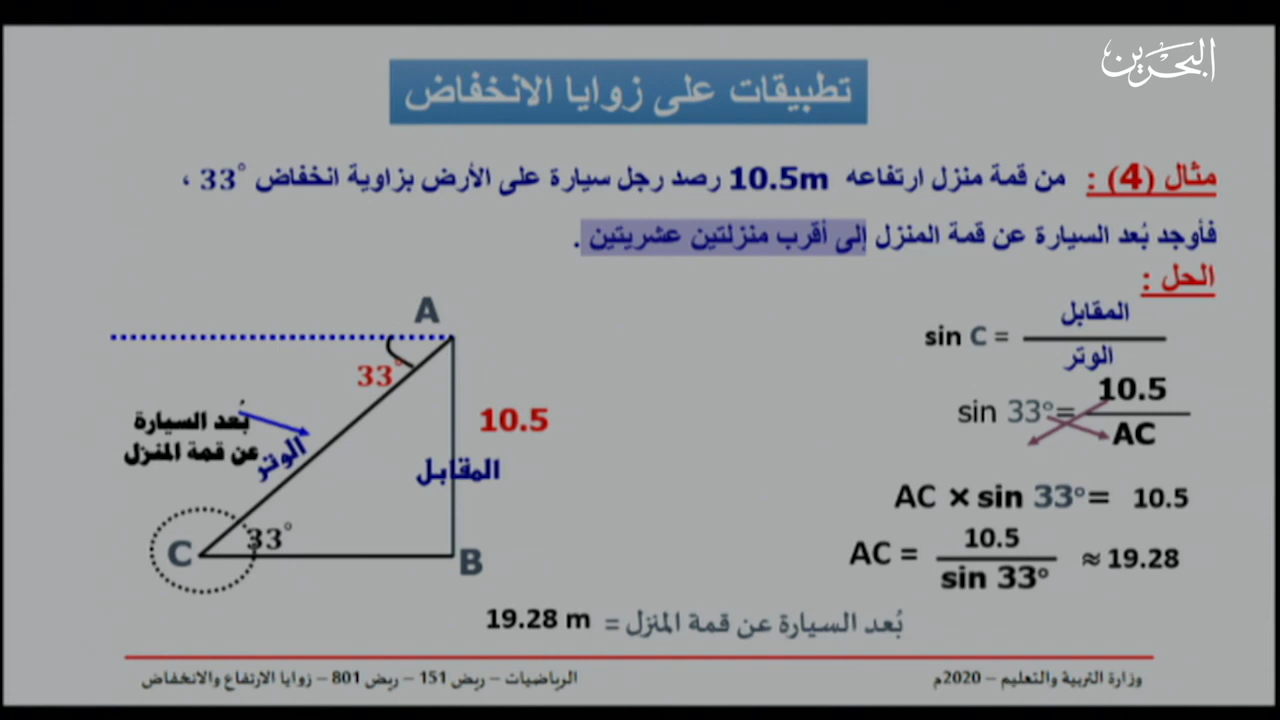 البحرين
تطبيقات على زوايا الانخفاض
مثال (4) : من قمة منزل ارتفاعه 10.5m رصد رجل سيارة على الأرض بزاوية انخفاض 33° ،
فأوجد بُعد السيارة عن قمة المنزل إلى أقرب منزلتين عشريتين .
الحل :
sin C = المقابل / الوتر
sin 33° = 10.5 / AC
AC × sin 33° = 10.5
AC = 10.5 / sin 33° ≈ 19.28
A
33°
10.5
بُعد السيارة
عن قمة المنزل
الوتر
المقابل
33°
C
B
بُعد السيارة عن قمة المنزل = 19.28 m
وزارة التربية والتعليم – 2020م
الرياضيات – ريض 151 – ريض 801 – زوايا الارتفاع والانخفاض